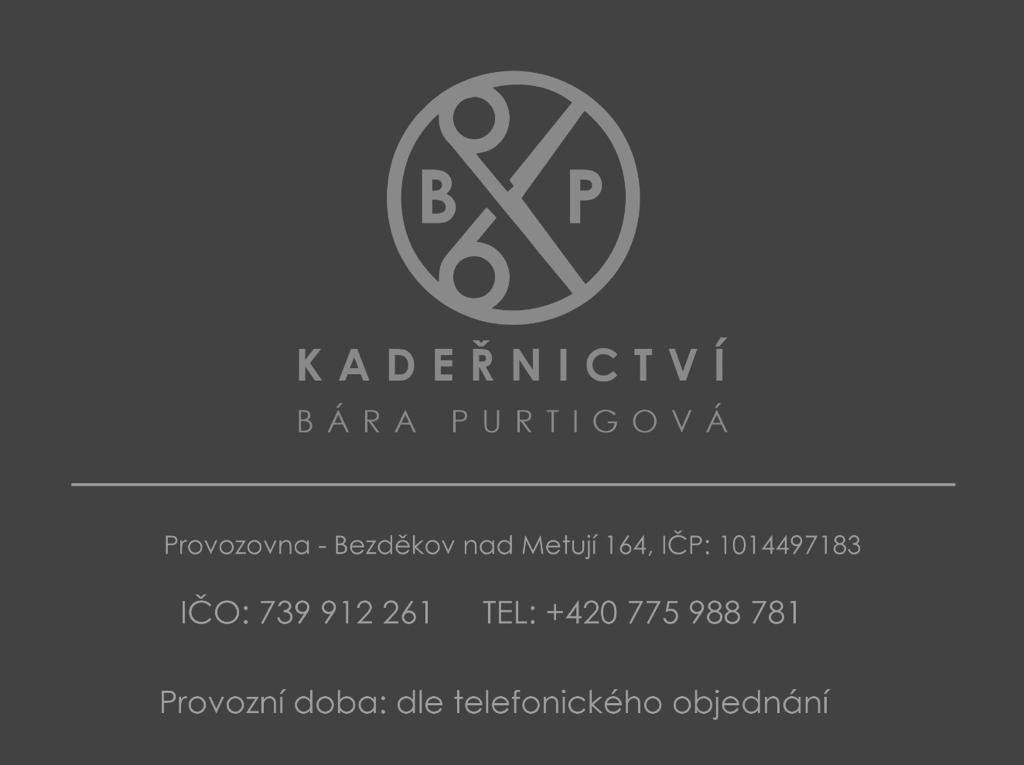 B P
KADEŘNICTVÍ
BÁRA PURTIGOVÁ
Provozovna - Bezděkov nad Metují 164, IČP: 1014497183
IČO: 739 912 261 TEL: +420 775 988 781
Provozní doba: dle telefonického objednání